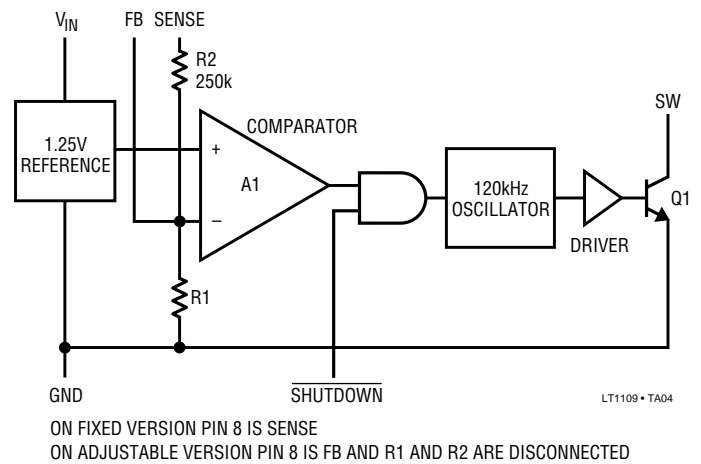 VIN FB SENSE
R2
250k
SW
COMPARATOR
1.25V
REFERENCE
+
A1
120kHz
OSCILLATOR
Q1
–
DRIVER
R1
GND
SHUTDOWN
LT1109 • TA04
ON FIXED VERSION PIN 8 IS SENSE
ON ADJUSTABLE VERSION PIN 8 IS FB AND R1 AND R2 ARE DISCONNECTED